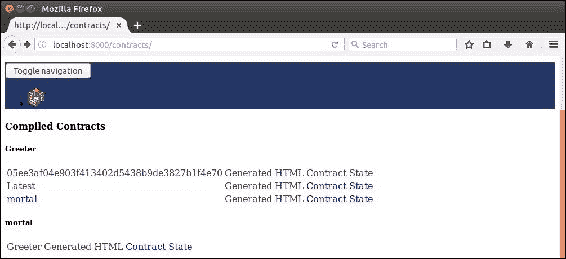 Mozilla Firefox
http://local.../contracts/
localhost:8000/contracts/
Search
Toggle navigation
Compiled Contracts
Greeter
05ee3af04e903f413402d5438b9de3827b1f4e70 Generated HTML Contract State
Latest Generated HTML Contract State
mortal Generated HTML Contract State
mortal
Greeter Generated HTML Contract State